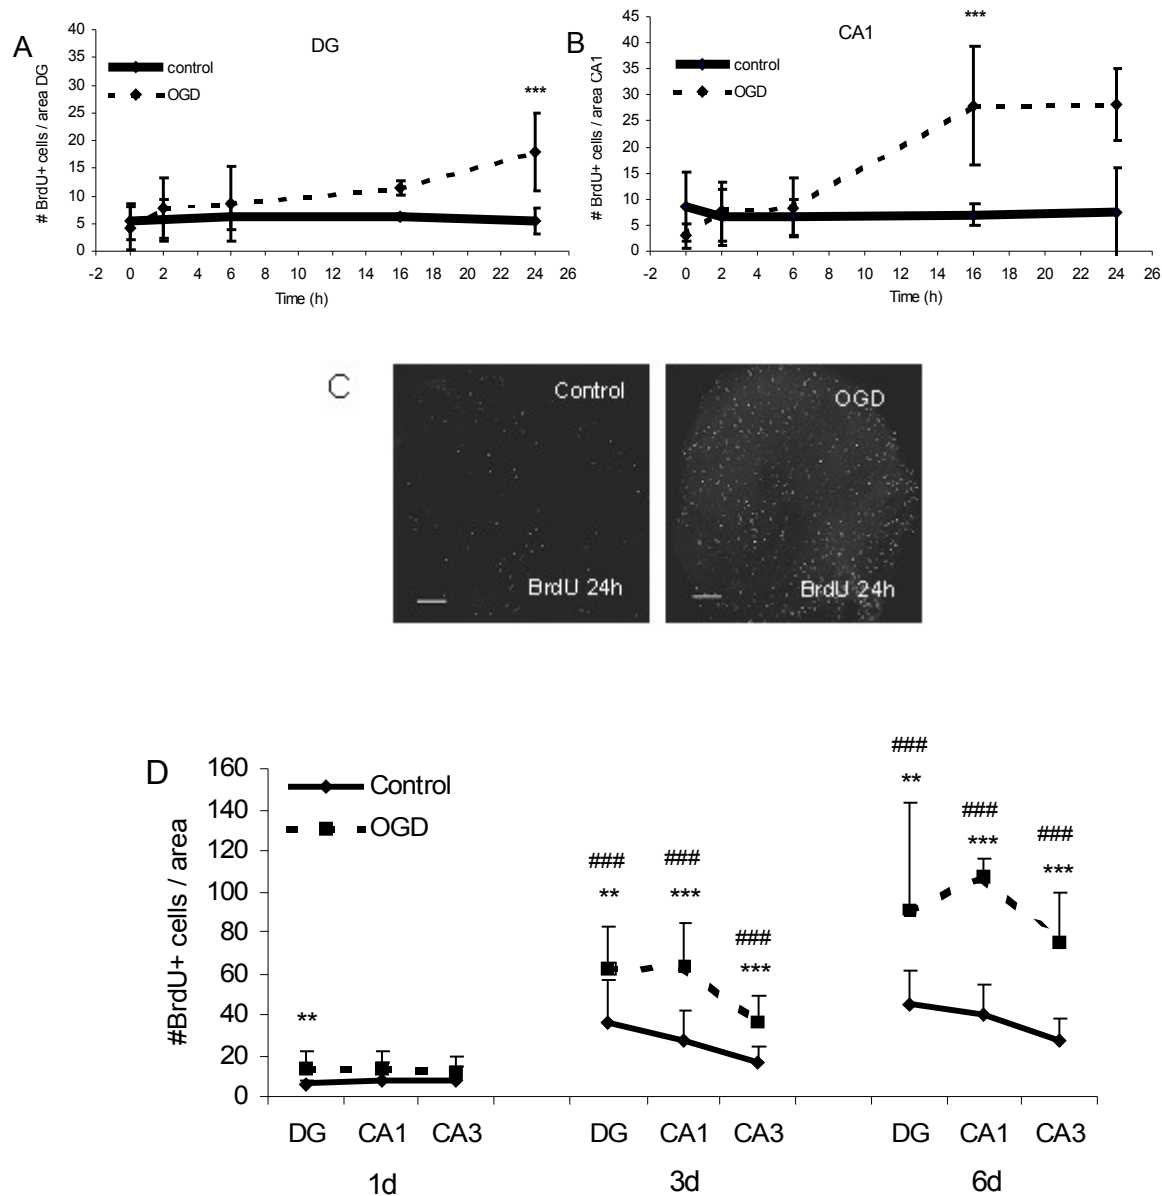 A
DG
# BrdU+ cells / area DG
40
35
30
25
20
15
10
5
0
control
OGD
***
-2 0 2 4 6 8 10 12 14 16 18 20 22 24 26
Time (h)
B
CA1
# BrdU+ cells / area CA1
45
40
35
30
25
20
15
10
5
0
control
OGD
***
-2 0 2 4 6 8 10 12 14 16 18 20 22 24 26
Time (h)
C
Control
BrdU 24h
OGD
BrdU 24h
D
#BrdU+ cells / area
160
140
120
100
80
60
40
20
0
Control
OGD
**
###
**
###
***
###
***
###
**
###
***
###
***
DG CA1 CA3 DG CA1 CA3 DG CA1 CA3
1d 3d 6d